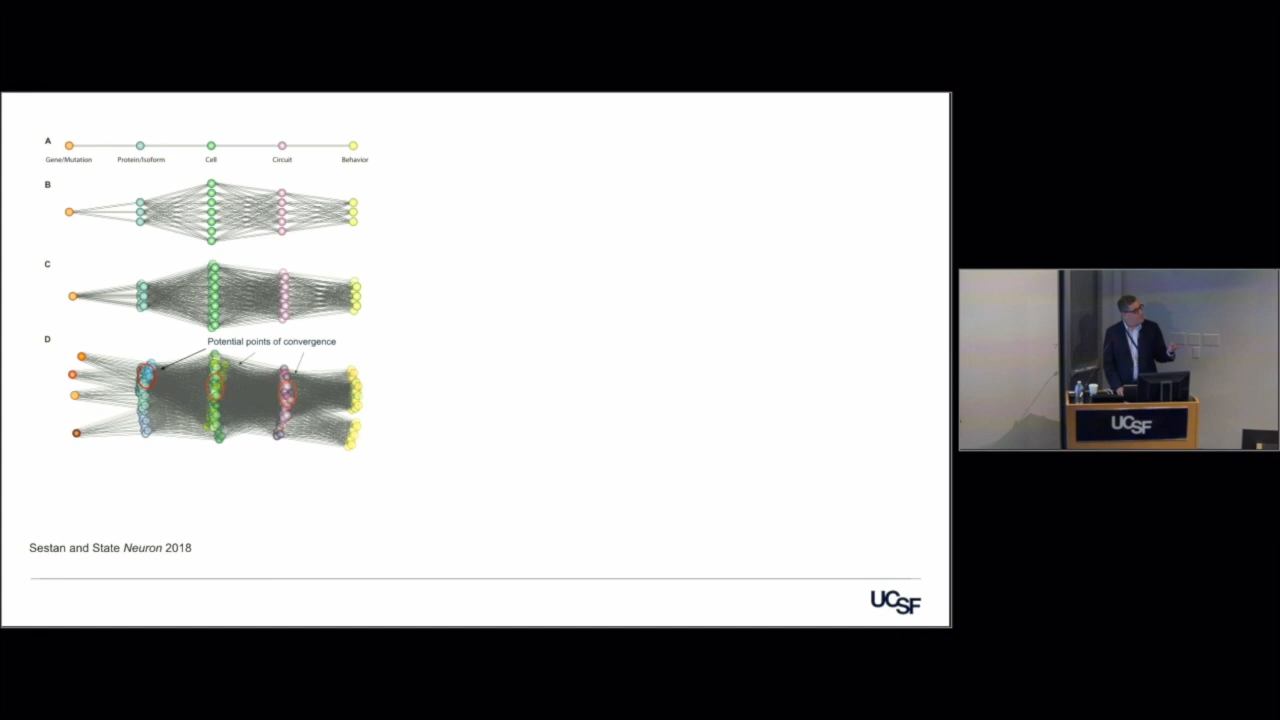 A
Gene/Mutation Protein/Isoform Cell Circuit Behavior
B
C
D
Potential points of convergence
Sestan and State Neuron 2018
UCSF
UCSF